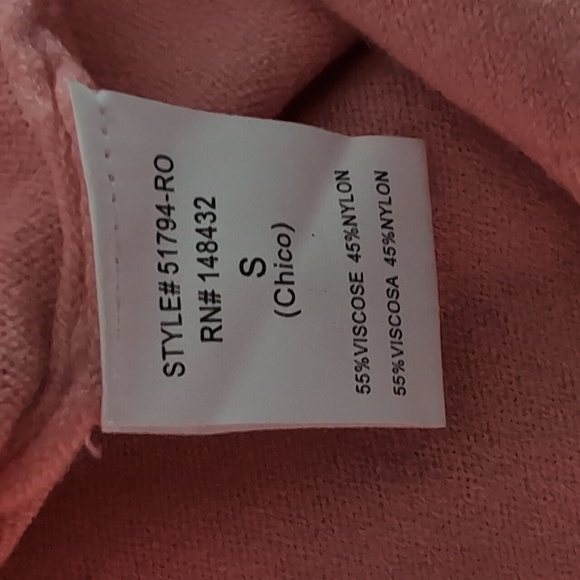 STYLE# 51794-RO
RN# 148432
S
(Chico)
55%VISCOSE 45%NYLON
55%VISCOSA 45%NYLON